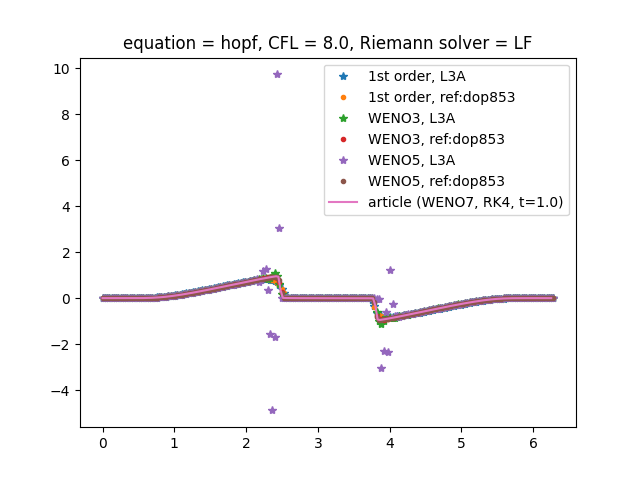 equation = hopf, CFL = 8.0, Riemann solver = LF
10
8
6
4
2
0
−2
−4
1st order, L3A
1st order, ref:dop853
WENO3, L3A
WENO3, ref:dop853
WENO5, L3A
WENO5, ref:dop853
article (WENO7, RK4, t=1.0)
0 1 2 3 4 5 6